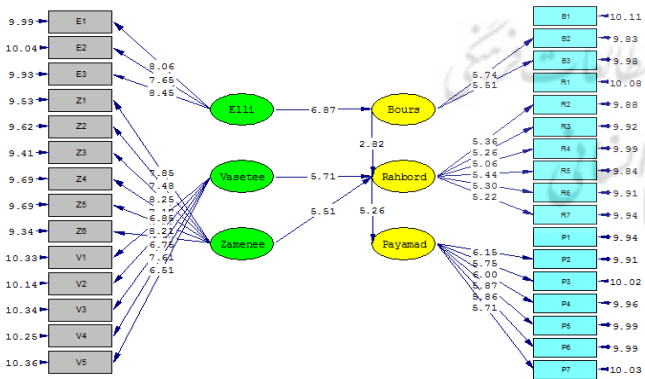 9.99 E1
10.04 E2
9.93 E3
9.53 Z1
9.62 Z2
9.41 Z3
9.69 Z4
9.69 Z5
9.34 Z6
10.33 V1
10.14 V2
10.34 V3
10.25 V4
10.36 V5
8.06
7.65
8.45
7.85
7.48
8.25
6.85
8.21
6.75
7.61
6.51
Elli 6.87 Bours
2.82
Vasetee 5.71 Rahbord
5.51
5.26
Zamenee Payamad
5.74
5.51
5.36
5.26
5.06
5.44
5.30
5.22
6.15
5.75
6.00
5.87
5.86
5.71
B1 10.11
B2 9.83
B3 9.98
R1 10.08
R2 9.88
R3 9.92
R4 9.99
R5 9.84
R6 9.91
R7 9.94
P1 9.94
P2 9.91
P3 10.02
P4 9.96
P5 9.99
P6 9.99
P7 10.03